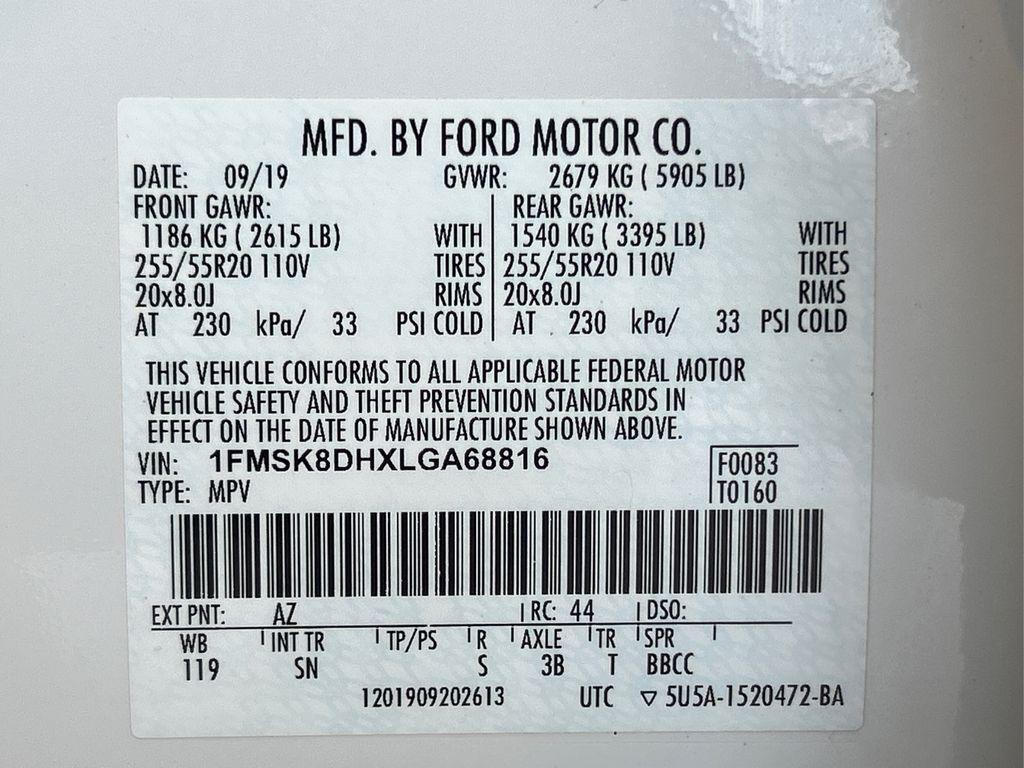 MFD. BY FORD MOTOR CO.
DATE: 09/19 GVWR: 2679 KG ( 5905 LB)
FRONT GAWR: REAR GAWR:
1186 KG ( 2615 LB) WITH 1540 KG ( 3395 LB) WITH
255/55R20 110V TIRES 255/55R20 110V TIRES
20x8.0J RIMS 20x8.0J RIMS
AT 230 kPa/ 33 PSI COLD AT 230 kPa/ 33 PSI COLD
THIS VEHICLE CONFORMS TO ALL APPLICABLE FEDERAL MOTOR
VEHICLE SAFETY AND THEFT PREVENTION STANDARDS IN
EFFECT ON THE DATE OF MANUFACTURE SHOWN ABOVE.
VIN: 1FMSK8DHXLGA68816 F0083
TYPE: MPV T0160
EXT PNT: AZ RC: 44 DSO:
WB INT TR TP/PS R AXLE TR SPR
119 SN S 3B T BBCC
1201909202613 UTC ▽ 5U5A-1520472-BA